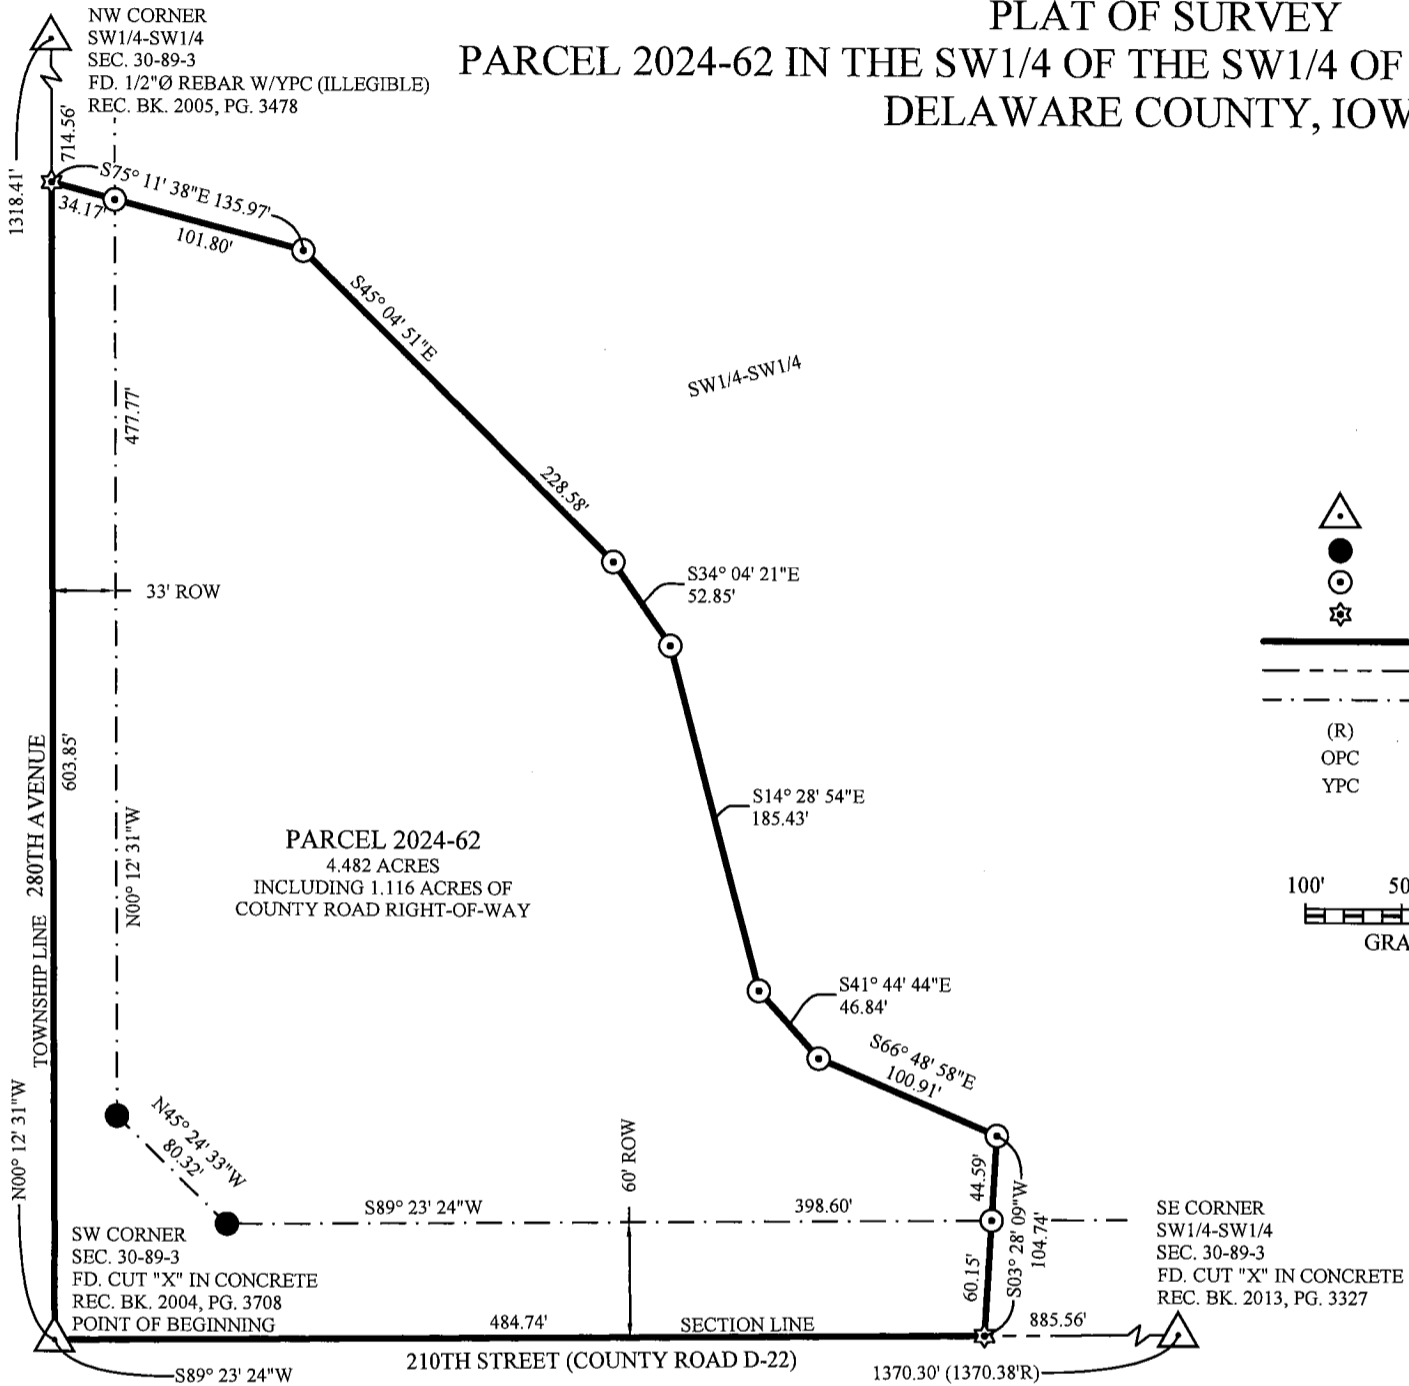 PLAT OF SURVEY
PARCEL 2024-62 IN THE SW1/4 OF THE SW1/4 OF
DELAWARE COUNTY, IOW
NW CORNER
SW1/4-SW1/4
SEC. 30-89-3
FD. 1/2"Ø REBAR W/YPC (ILLEGIBLE)
REC. BK. 2005, PG. 3478
714.56'
1318.41'
S75° 11' 38"E 135.97'
34.17'
101.80'
S45° 04' 51"E
228.58'
SW1/4-SW1/4
477.77'
33' ROW
S34° 04' 21"E
52.85'
(R)
OPC
YPC
603.85'
TOWNSHIP LINE 280TH AVENUE
N00° 12' 31"W
S14° 28' 54"E
185.43'
PARCEL 2024-62
4.482 ACRES
INCLUDING 1.116 ACRES OF
COUNTY ROAD RIGHT-OF-WAY
100' 50
GRA
S41° 44' 44"E
46.84'
S66° 48' 58"E
100.91'
N00° 12' 31"W
N45° 24' 33"W
80.32'
60' ROW
44.59'
S89° 23' 24"W
398.60'
S03° 28' 09"W
104.74'
60.15'
SW CORNER
SEC. 30-89-3
FD. CUT "X" IN CONCRETE
REC. BK. 2004, PG. 3708
POINT OF BEGINNING
SE CORNER
SW1/4-SW1/4
SEC. 30-89-3
FD. CUT "X" IN CONCRETE
REC. BK. 2013, PG. 3327
484.74'
SECTION LINE
885.56'
210TH STREET (COUNTY ROAD D-22)
S89° 23' 24"W
1370.30' (1370.38'R)